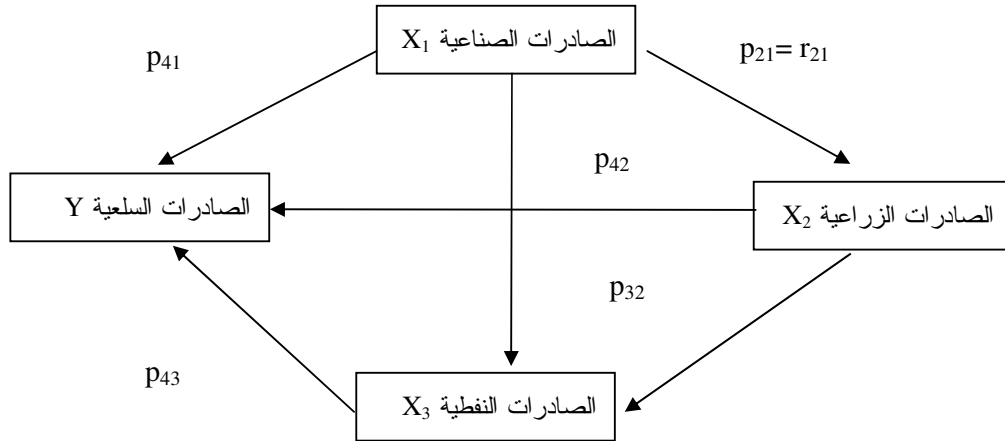 الصادرات الصناعية X₁
p₂₁= r₂₁
p₄₁
p₄₂
الصادرات السلعية Y
الصادرات الزراعية X₂
p₃₂
p₄₃
الصادرات النفطية X₃